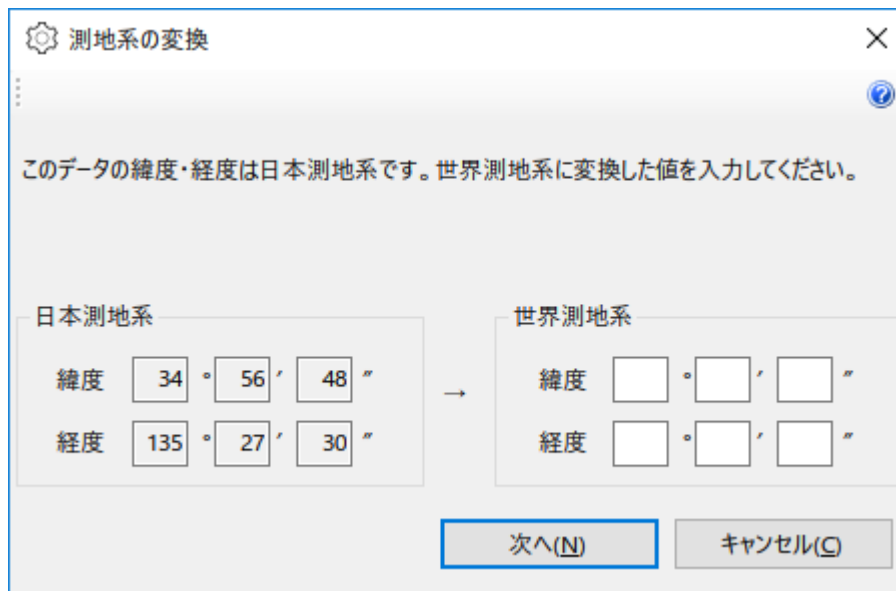 測地系の変換
このデータの緯度・経度は日本測地系です。世界測地系に変換した値を入力してください。
日本測地系
緯度 34 ° 56 ′ 48 ″
経度 135 ° 27 ′ 30 ″
→
世界測地系
緯度 ° ′ ″
経度 ° ′ ″
次へ(N)
キャンセル(C)